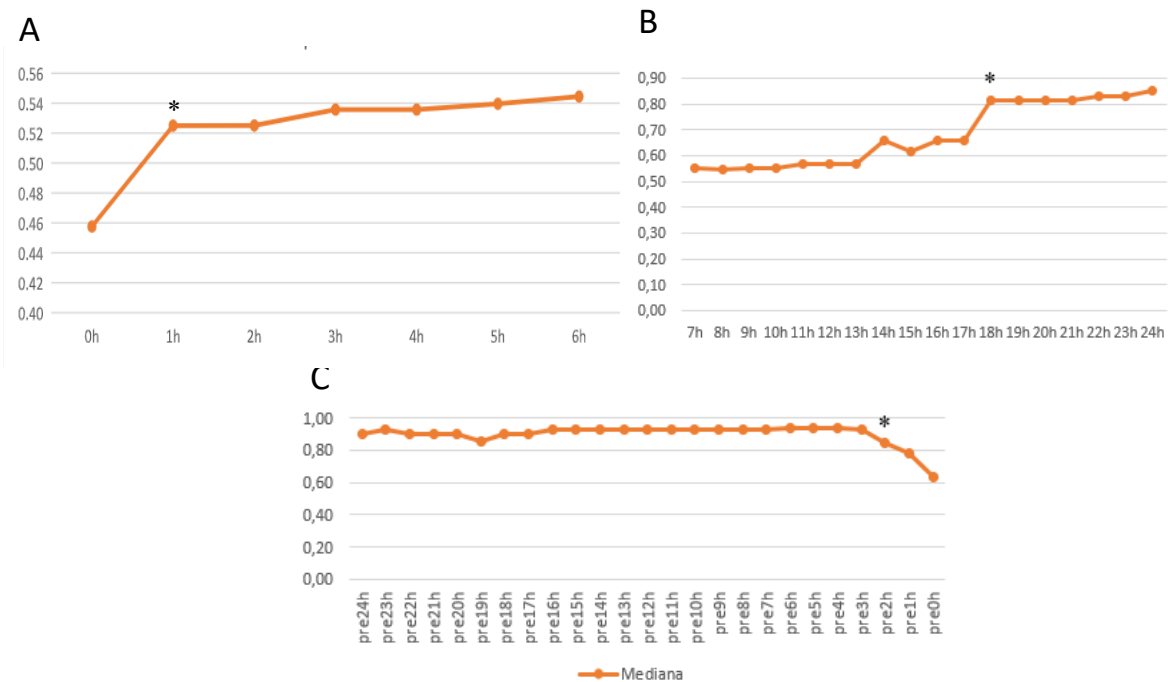 A
*
0.56
0.54
0.52
0.50
0.48
0.46
0.44
0.42
0.40
0h 1h 2h 3h 4h 5h 6h
B
*
0,90
0,80
0,70
0,60
0,50
0,40
0,30
0,20
0,10
0,00
7h 8h 9h 10h 11h 12h 13h 14h 15h 16h 17h 18h 19h 20h 21h 22h 23h 24h
C
*
1,00
0,80
0,60
0,40
0,20
0,00
pre24h
pre23h
pre22h
pre21h
pre20h
pre19h
pre18h
pre17h
pre16h
pre15h
pre14h
pre13h
pre12h
pre11h
pre10h
pre9h
pre8h
pre7h
pre6h
pre5h
pre4h
pre3h
pre2h
pre1h
pre0h
Mediana